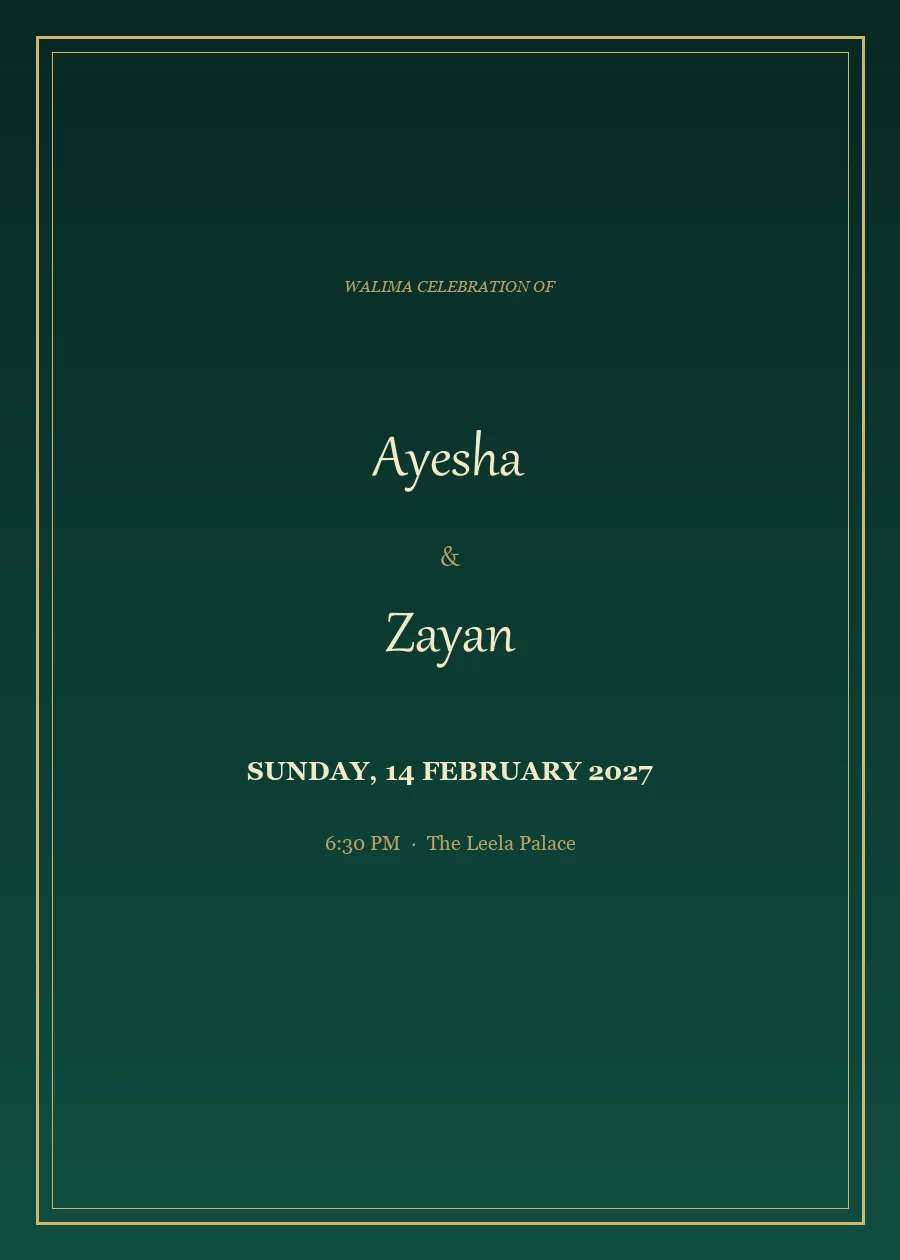 WALIMA CELEBRATION OF
Ayesha
&
Zayan
SUNDAY, 14 FEBRUARY 2027
6:30 PM · The Leela Palace